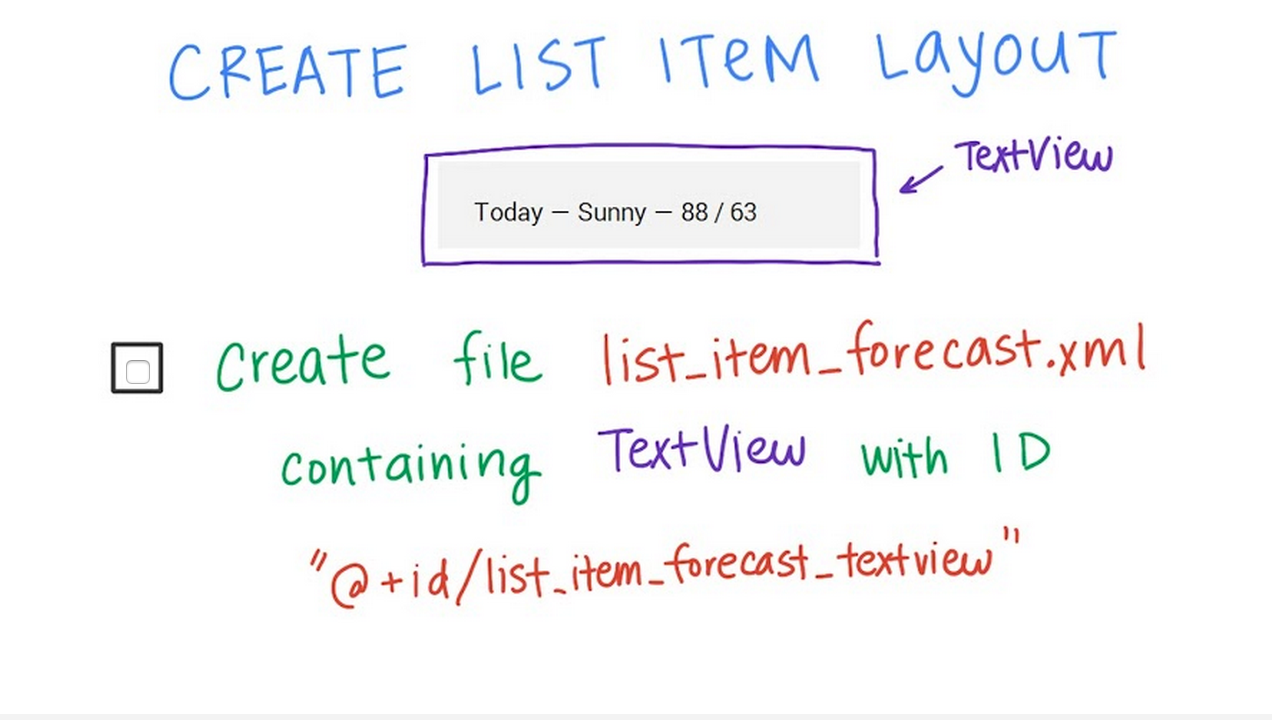 CREATE LIST ITeM LayOUT
TextView
Today – Sunny – 88 / 63
Create file list_item_forecast.xml
containing TextView with ID
"@+id/list_item_forecast_textview"